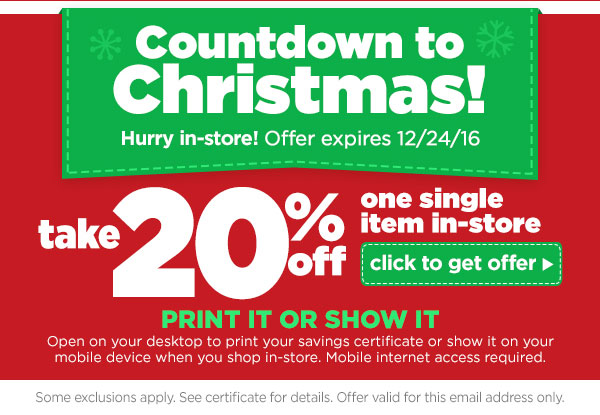 Countdown to
Christmas!
Hurry in-store! Offer expires 12/24/16
take 20% off
one single
item in-store
click to get offer ▸
PRINT IT OR SHOW IT
Open on your desktop to print your savings certificate or show it on your
mobile device when you shop in-store. Mobile internet access required.
Some exclusions apply. See certificate for details. Offer valid for this email address only.